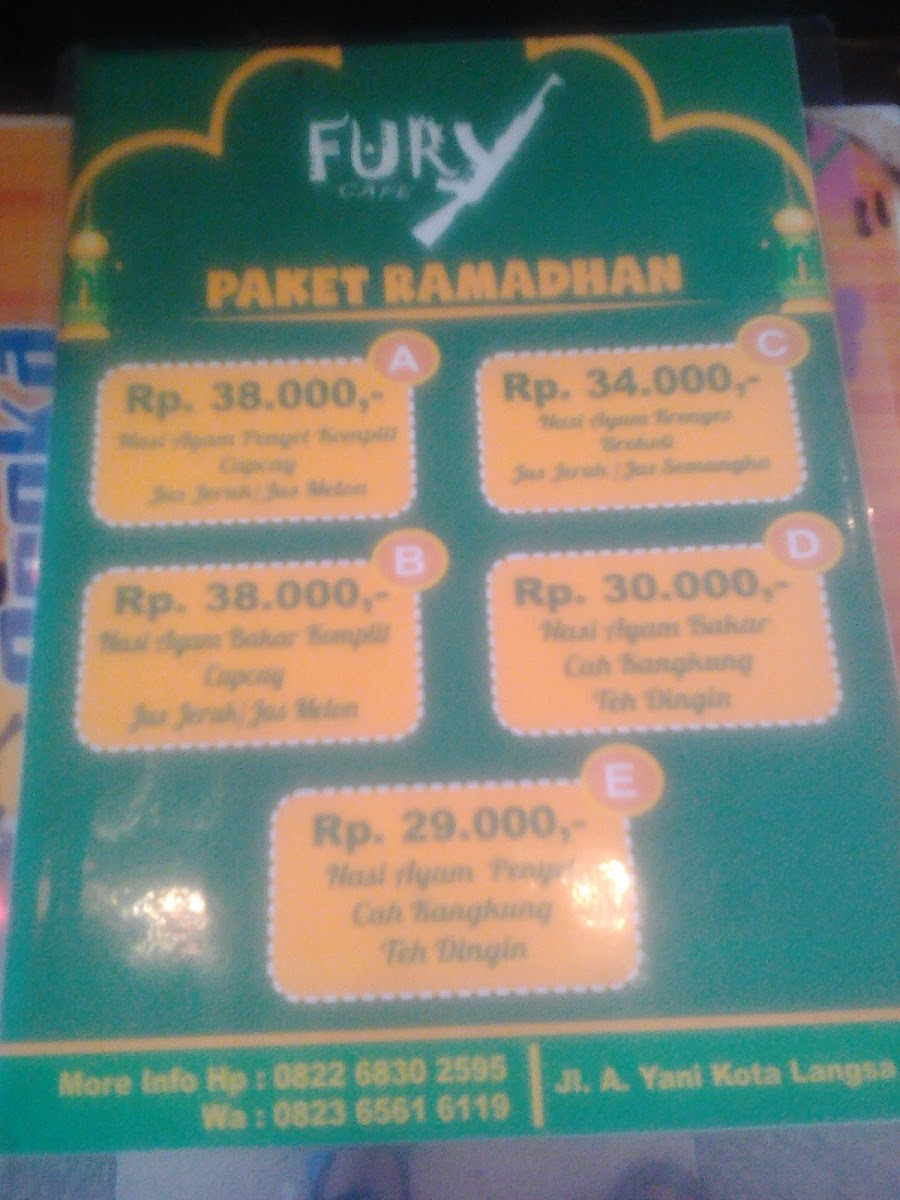 FURY
CAFE
PAKET RAMADHAN
A
Rp. 38.000,-
Nasi Ayam Penyet Komplit
Capcay
Jus Jeruk/Jus Melon
B
Rp. 38.000,-
Nasi Ayam Bakar Komplit
Capcay
Jus Jeruk/Jus Melon
C
Rp. 34.000,-
Nasi Ayam Krenyes
Brokoli
Jus Jeruk /Jus Semangka
D
Rp. 30.000,-
Nasi Ayam Bakar
Cah Kangkung
Teh Dingin
E
Rp. 29.000,-
Nasi Ayam Penyet
Cah Kangkung
Teh Dingin
More Info Hp : 0822 6830 2595
Wa : 0823 6561 6119
Jl. A. Yani Kota Langsa